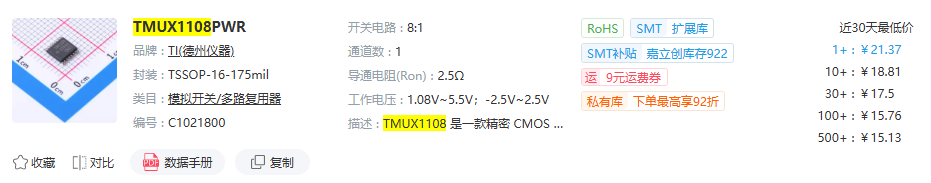 TMUX1108PWR
品牌 : TI(德州仪器)
封装 : TSSOP-16-175mil
类目 : 模拟开关/多路复用器
编号 : C1021800
开关电路 : 8:1
通道数 : 1
导通电阻(Ron) : 2.5Ω
工作电压 : 1.08V~5.5V；-2.5V~2.5V
描述 : TMUX1108 是一款精密 CMOS ...
RoHS SMT 扩展库
SMT补贴 嘉立创库存922
运 9元运费券
私有库 下单最高享92折
近30天最低价
1+ : ￥21.37
10+ : ￥18.81
30+ : ￥17.5
100+ : ￥15.76
500+ : ￥15.13
收藏 对比 PDF 数据手册 复制